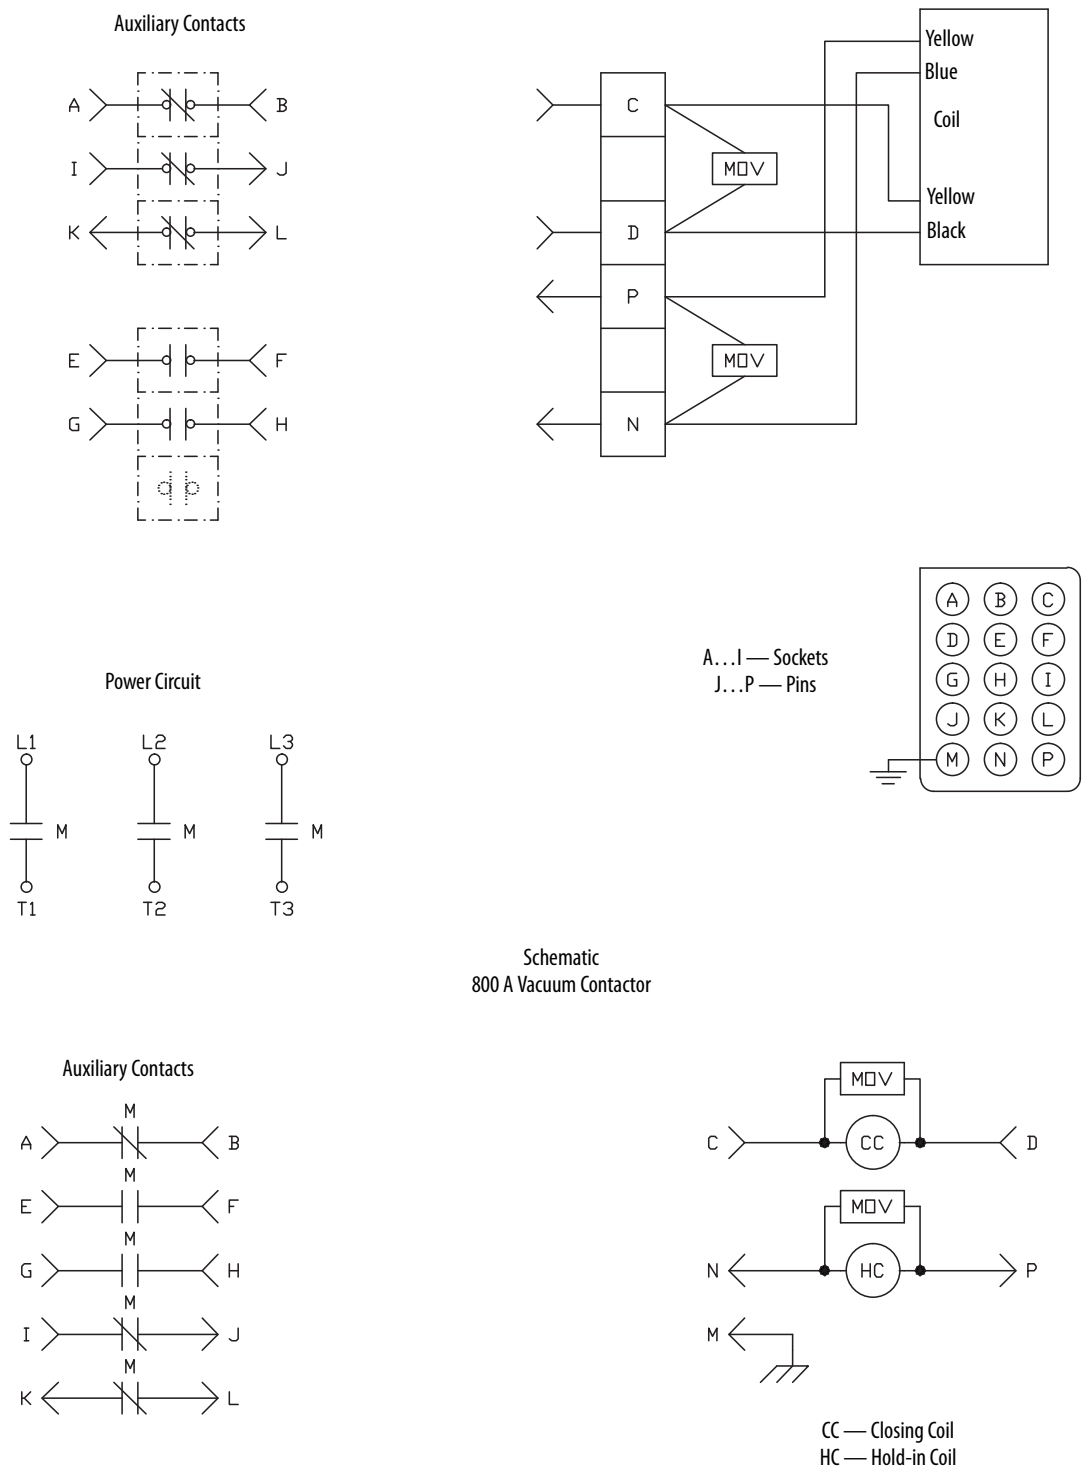 Auxiliary Contacts
A B
I J
K L
E F
G H
C
D
P
N
MOV
MOV
Yellow
Blue
Coil
Yellow
Black
A…I — Sockets
J…P — Pins
A B C
D E F
G H I
J K L
M N P
Power Circuit
L1 L2 L3
M M M
T1 T2 T3
Schematic
800 A Vacuum Contactor
Auxiliary Contacts
M
A B
M
E F
M
G H
M
I J
M
K L
MOV
C CC D
MOV
N HC P
M
CC — Closing Coil
HC — Hold-in Coil